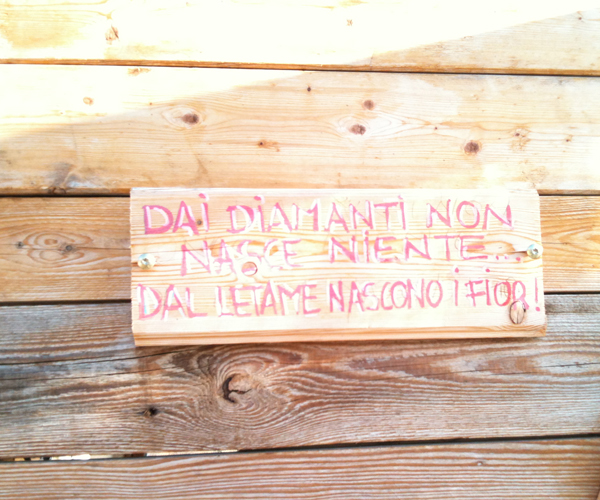 DAI DIAMANTI NON
NASCE NIENTE...
DAL LETAME NASCONO I FIOR!